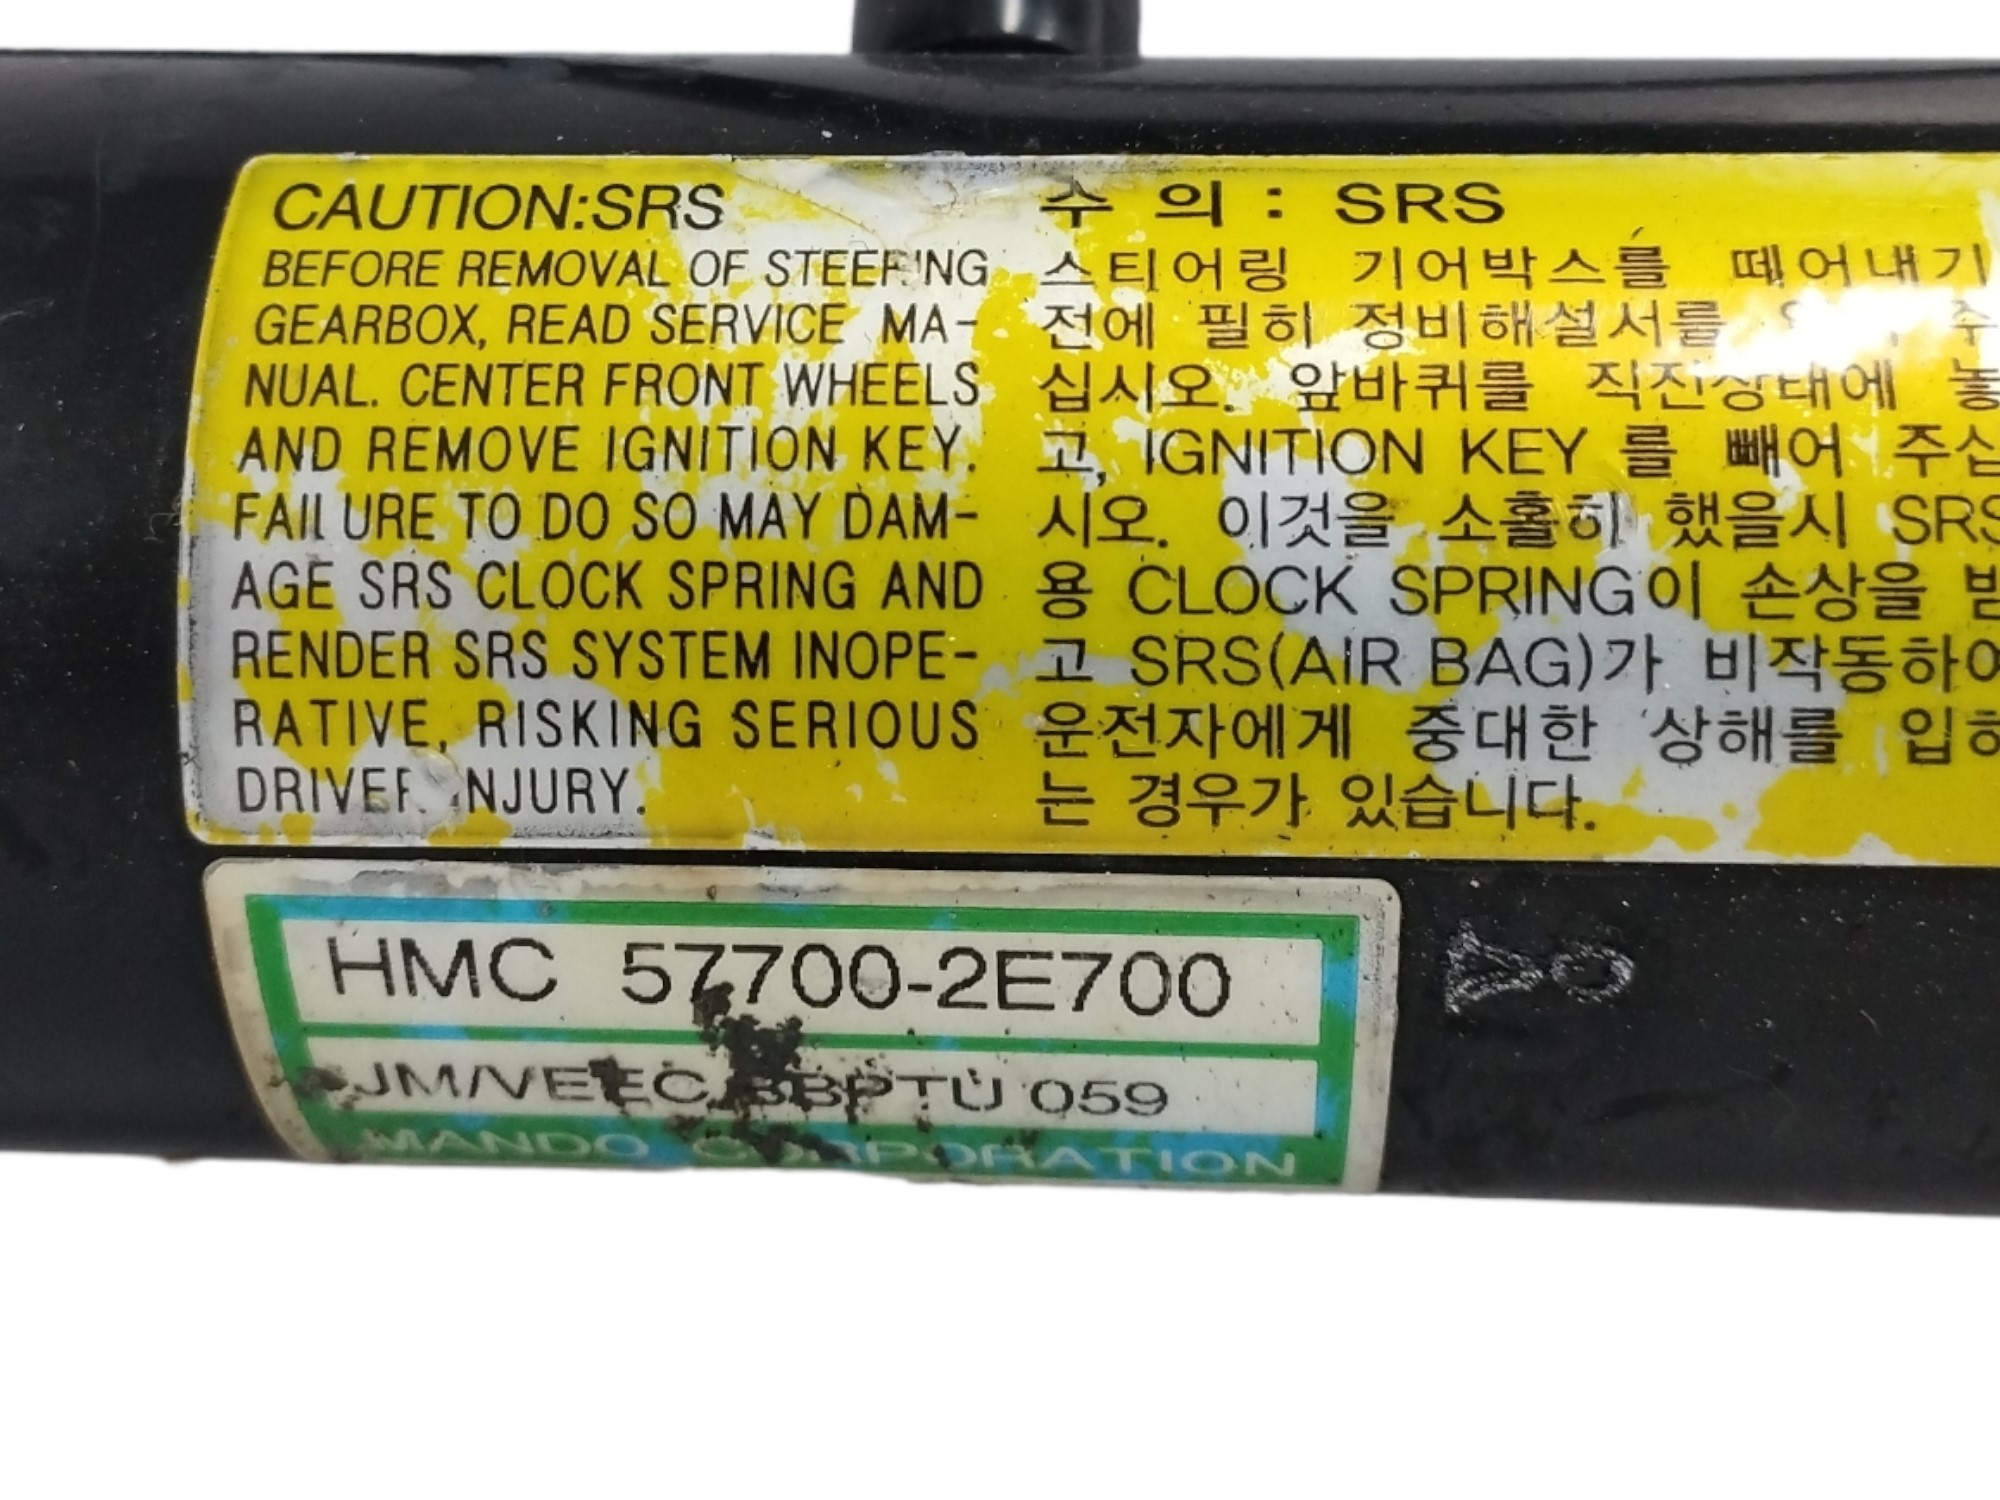 CAUTION:SRS
BEFORE REMOVAL OF STEERING
GEARBOX, READ SERVICE MA-
NUAL. CENTER FRONT WHEELS
AND REMOVE IGNITION KEY.
FAILURE TO DO SO MAY DAM-
AGE SRS CLOCK SPRING AND
RENDER SRS SYSTEM INOPE-
RATIVE, RISKING SERIOUS
DRIVER INJURY.
수 의 : SRS
스티어링 기어박스를 떼어내기
전에 필히 정비해설서를
십시오. 앞바퀴를 직진상태에 놓
고, IGNITION KEY 를 빼어 주십
시오. 이것을 소홀히 했을시 SRS
용 CLOCK SPRING이 손상을 받
고 SRS(AIR BAG)가 비작동하여
운전자에게 중대한 상해를 입히
는 경우가 있습니다.
HMC 57700-2E700
059
MANDO CORPORATION